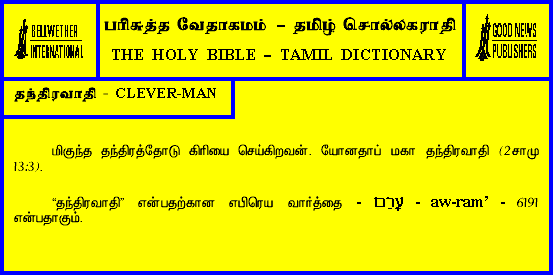 BELLWETHER
INTERNATIONAL
பரிசுத்த வேதாகமம் – தமிழ் சொல்லகராதி
THE HOLY BIBLE – TAMIL DICTIONARY
GOOD NEWS
PUBLISHERS
தந்திரவாதி - CLEVER-MAN
மிகுந்த தந்திரத்தோடு கிரியை செய்கிறவன். யோனதாப் மகா தந்திரவாதி (2சாமு
13:3).
“தந்திரவாதி” என்பதற்கான எபிரெய வார்த்தை - עָרַם - aw-ram’ - 6191
என்பதாகும்.